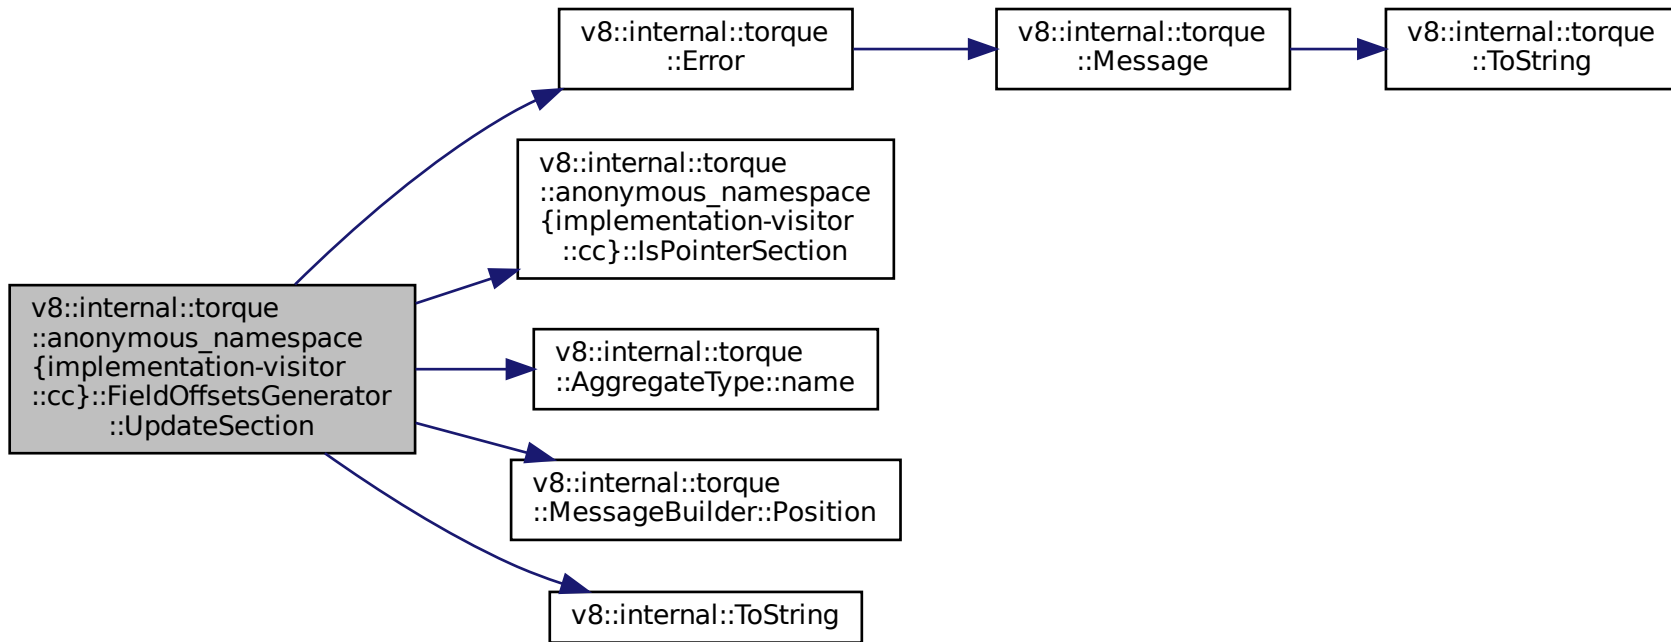 v8::internal::torque
::Error
v8::internal::torque
::Message
v8::internal::torque
::ToString
v8::internal::torque
::anonymous_namespace
{implementation-visitor
::cc}::IsPointerSection
v8::internal::torque
::anonymous_namespace
{implementation-visitor
::cc}::FieldOffsetsGenerator
::UpdateSection
v8::internal::torque
::AggregateType::name
v8::internal::torque
::MessageBuilder::Position
v8::internal::ToString